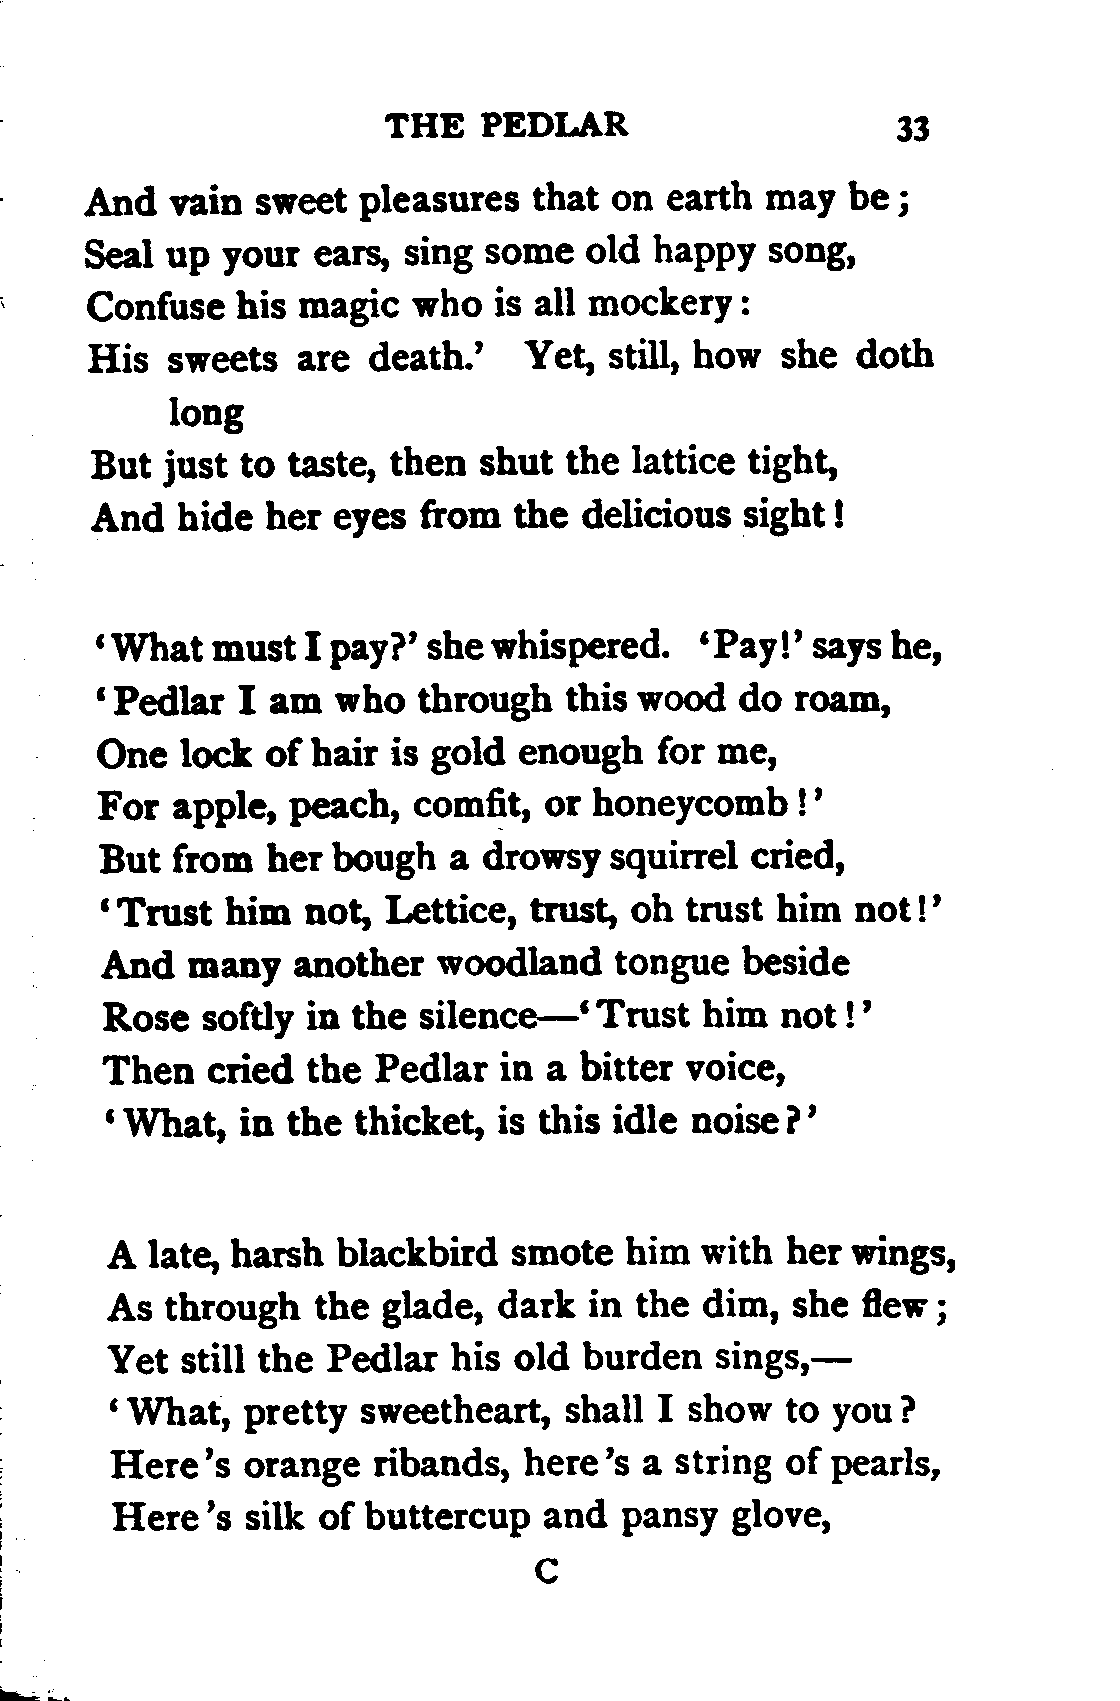 THE PEDLAR 33
And vain sweet pleasures that on earth may be ;
Seal up your ears, sing some old happy song,
Confuse his magic who is all mockery :
His sweets are death.’ Yet, still, how she doth
long
But just to taste, then shut the lattice tight,
And hide her eyes from the delicious sight !
‘What must I pay?’ she whispered. ‘Pay!’ says he,
‘Pedlar I am who through this wood do roam,
One lock of hair is gold enough for me,
For apple, peach, comfit, or honeycomb !’
But from her bough a drowsy squirrel cried,
‘Trust him not, Lettice, trust, oh trust him not!’
And many another woodland tongue beside
Rose softly in the silence—‘Trust him not !’
Then cried the Pedlar in a bitter voice,
‘What, in the thicket, is this idle noise?’
A late, harsh blackbird smote him with her wings,
As through the glade, dark in the dim, she flew ;
Yet still the Pedlar his old burden sings,—
‘What, pretty sweetheart, shall I show to you ?
Here’s orange ribands, here’s a string of pearls,
Here’s silk of buttercup and pansy glove,
C